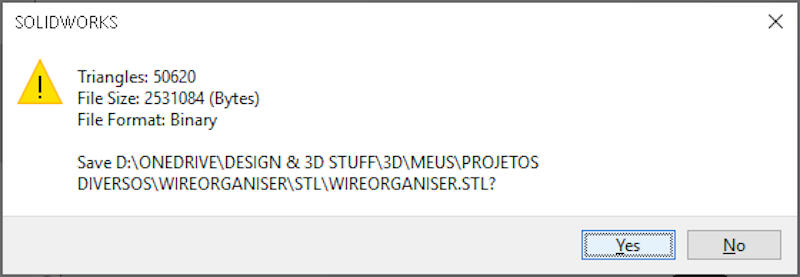 SOLIDWORKS
Triangles: 50620
File Size: 2531084 (Bytes)
File Format: Binary
Save D:\ONEDRIVE\DESIGN & 3D STUFF\3D\MEUS\PROJETOS
DIVERSOS\WIREORGANISER\STL\WIREORGANISER.STL?
Yes
No